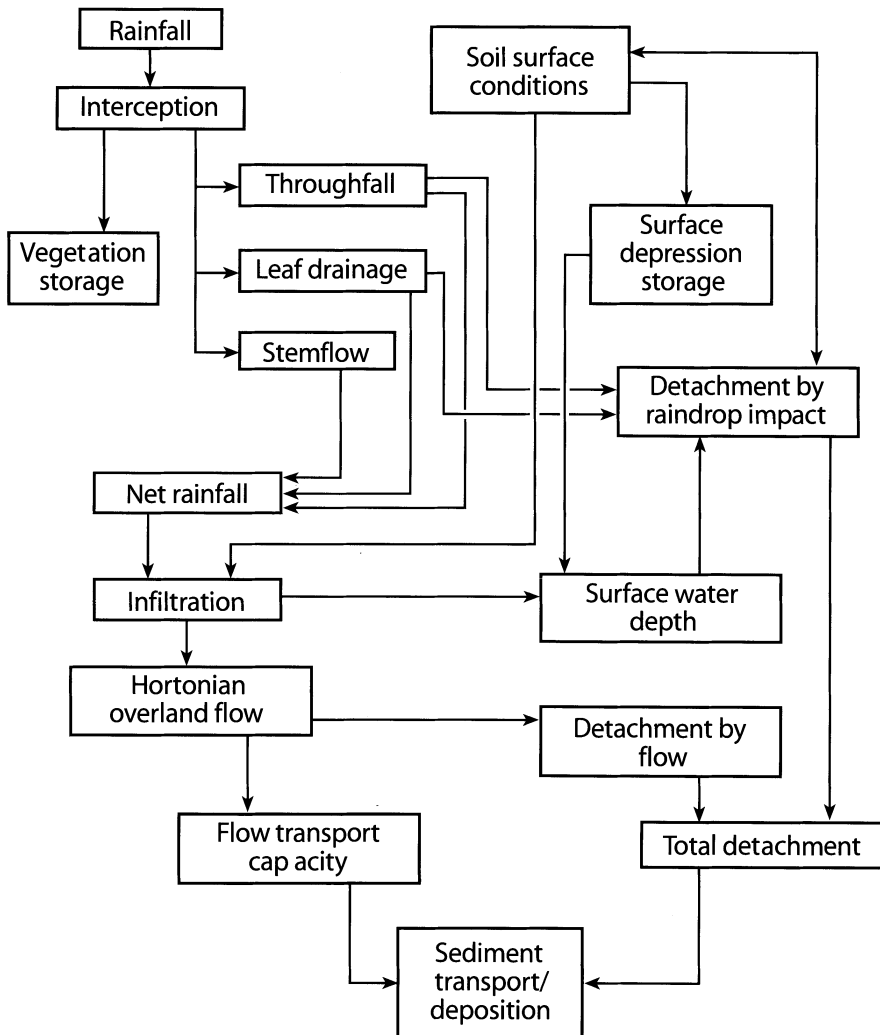 Rainfall
Interception
Soil surface
conditions
Throughfall
Vegetation
storage
Leaf drainage
Surface
depression
storage
Stemflow
Detachment by
raindrop impact
Net rainfall
Infiltration
Surface water
depth
Hortonian
overland flow
Detachment by
flow
Flow transport
cap acity
Total detachment
Sediment
transport/
deposition